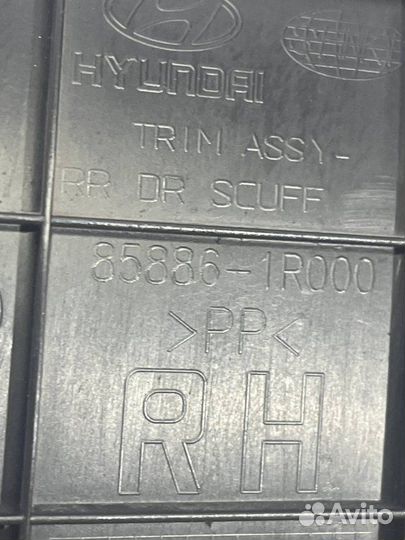 HYUNDAI
TRIM ASSY-
RR DR SCUFF
85886-1R000
>PP<
RH
Avito